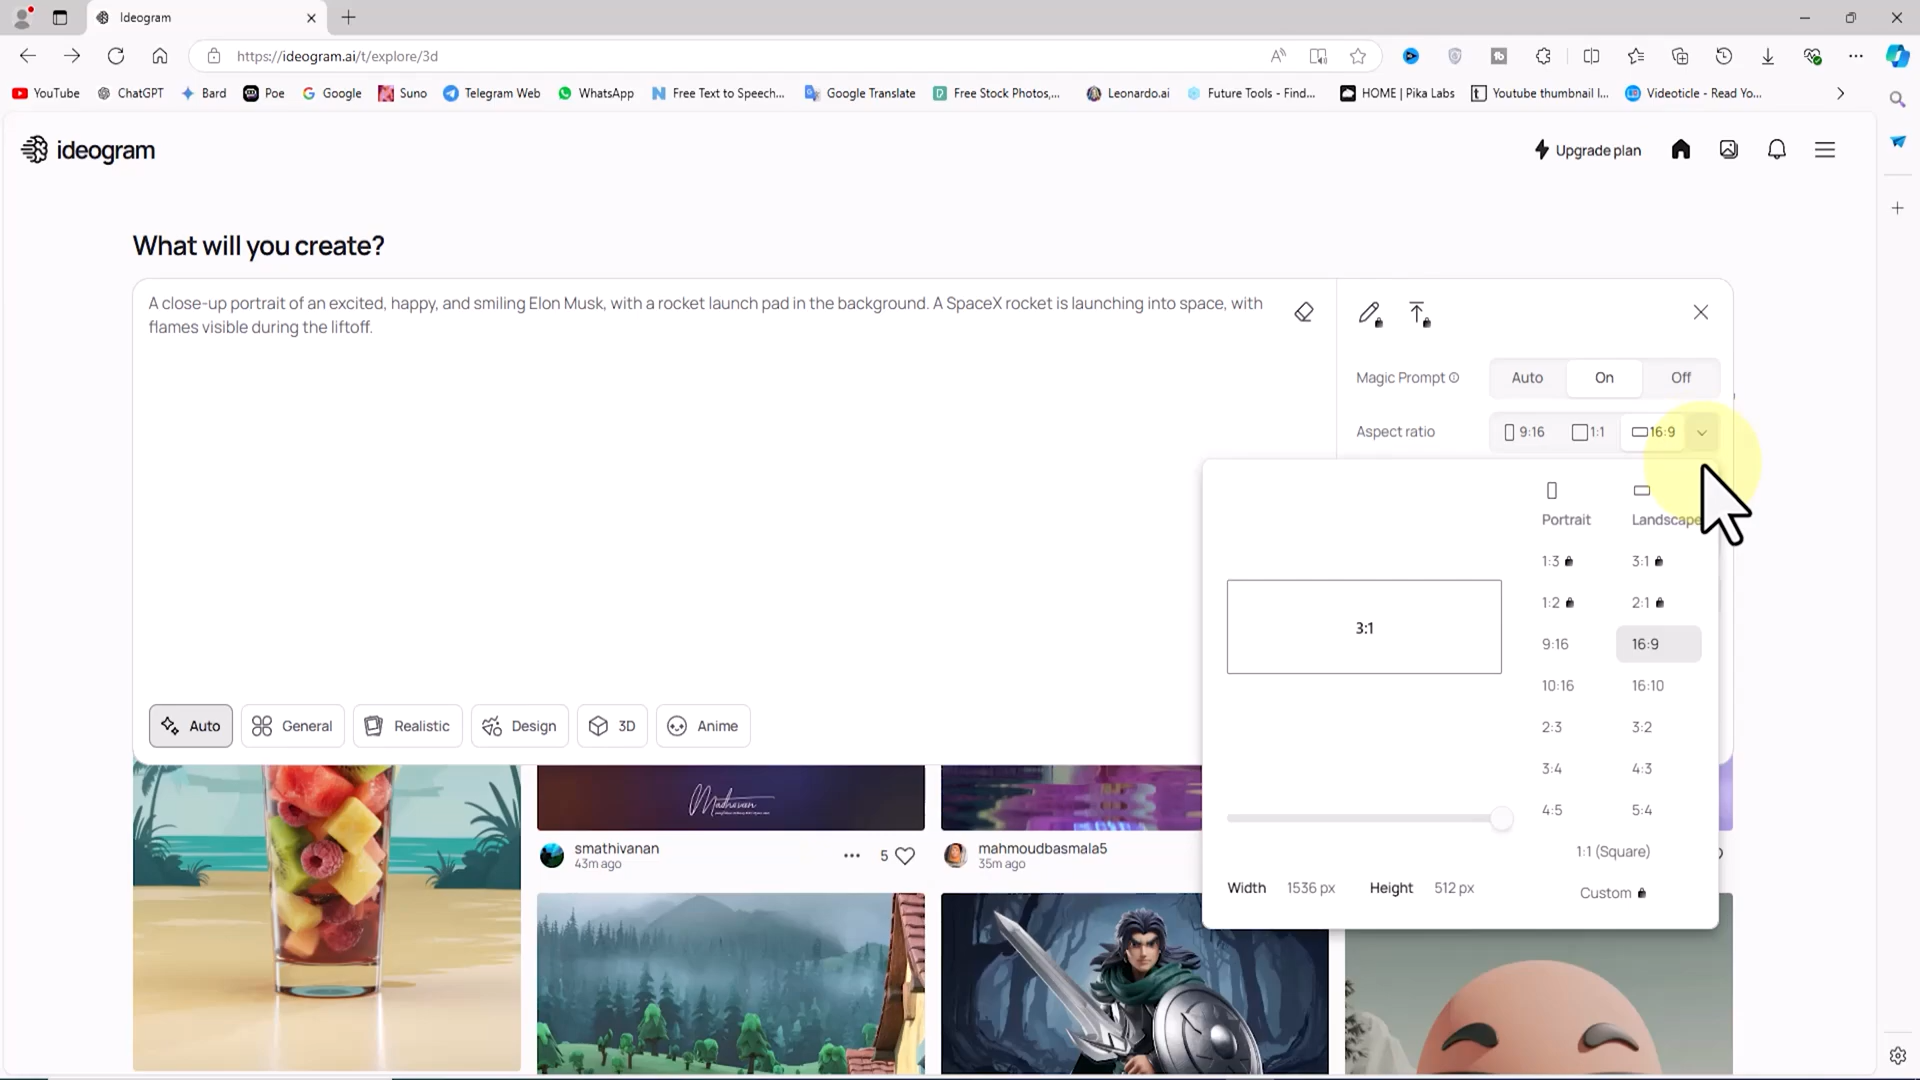 Ideogram
https://ideogram.ai/t/explore/3d
YouTube
ChatGPT
Bard
Poe
Google
Suno
Telegram Web
WhatsApp
Free Text to Speech...
Google Translate
Free Stock Photos,...
Leonardo.ai
Future Tools - Find...
HOME | Pika Labs
Youtube thumbnail I...
Videoticle - Read Yo...
ideogram
Upgrade plan
What will you create?
A close-up portrait of an excited, happy, and smiling Elon Musk, with a rocket launch pad in the background. A SpaceX rocket is launching into space, with
flames visible during the liftoff.
Magic Prompt
Auto
On
Off
Aspect ratio
9:16
1:1
16:9
Portrait
Landscape
1:3
3:1
1:2
2:1
3:1
9:16
16:9
10:16
16:10
2:3
3:2
3:4
4:3
4:5
5:4
1:1 (Square)
Width
1536 px
Height
512 px
Custom
Auto
General
Realistic
Design
3D
Anime
smathivanan
43m ago
5
mahmoudbasmala5
35m ago